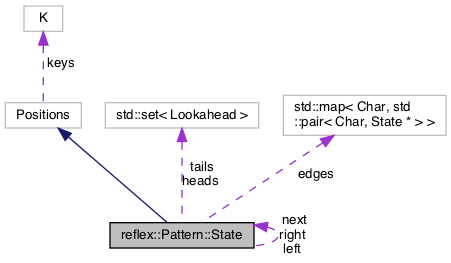 K
keys
Positions
std::set< Lookahead >
std::map< Char, std
::pair< Char, State * > >
tails
heads
edges
reflex::Pattern::State
next
right
left